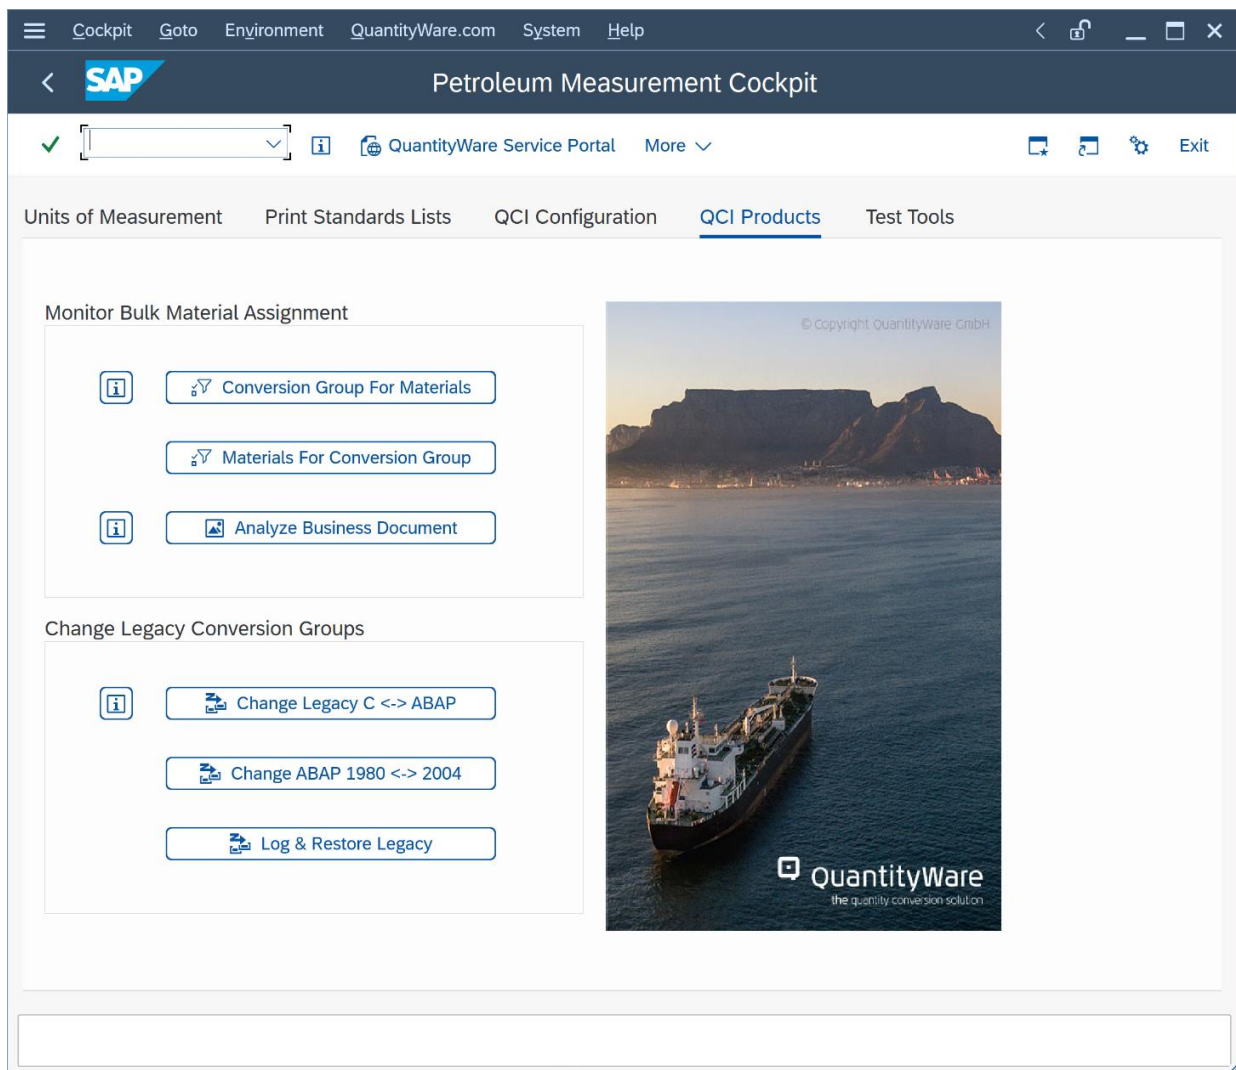 Cockpit Goto Environment QuantityWare.com System Help
SAP Petroleum Measurement Cockpit
QuantityWare Service Portal More Exit
Units of Measurement Print Standards Lists QCI Configuration QCI Products Test Tools
Monitor Bulk Material Assignment
© Copyright QuantityWare GmbH
Conversion Group For Materials
Materials For Conversion Group
Analyze Business Document
Change Legacy Conversion Groups
Change Legacy C <-> ABAP
Change ABAP 1980 <-> 2004
Log & Restore Legacy
QuantityWare
the quantity conversion solution